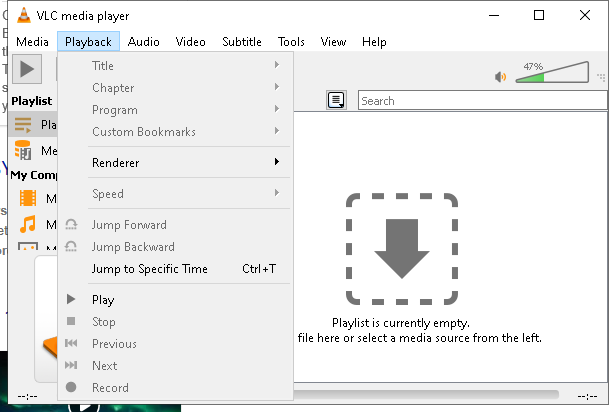 VLC media player
Media Playback Audio Video Subtitle Tools View Help
47%
Search
Playlist
Pla
Me
My Comp
M
M
M
Title
Chapter
Program
Custom Bookmarks
Renderer
Speed
Jump Forward
Jump Backward
Jump to Specific Time Ctrl+T
Play
Stop
Previous
Next
Record
Playlist is currently empty.
file here or select a media source from the left.
--:-- --:--